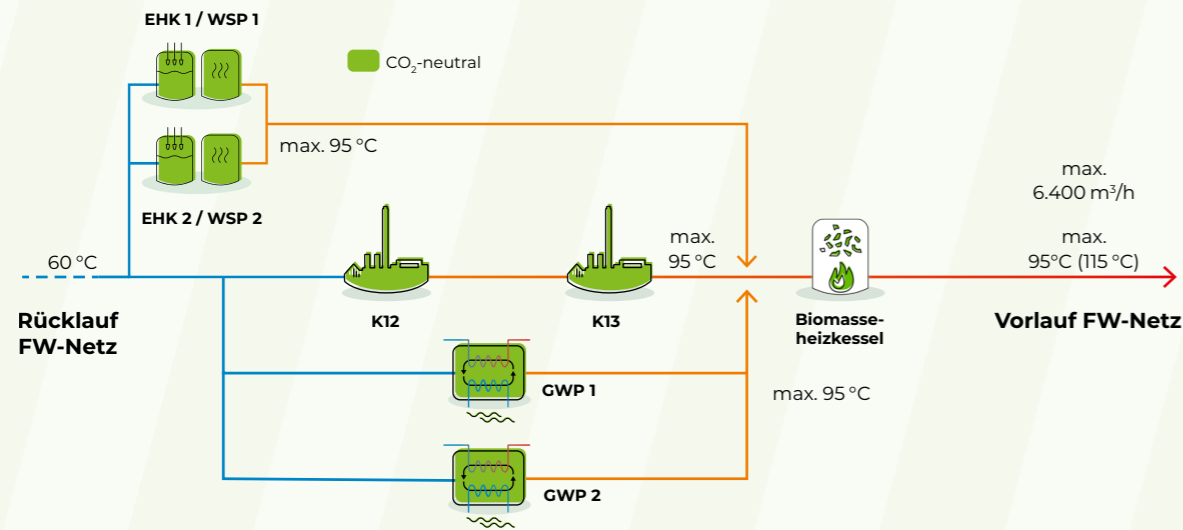 EHK 1 / WSP 1
CO₂-neutral
max. 95 °C
EHK 2 / WSP 2
max.
6.400 m³/h
60 °C
max.
95 °C
max.
95°C (115 °C)
Rücklauf
FW-Netz
K12
K13
Biomasse-
heizkessel
Vorlauf FW-Netz
GWP 1
max. 95 °C
GWP 2